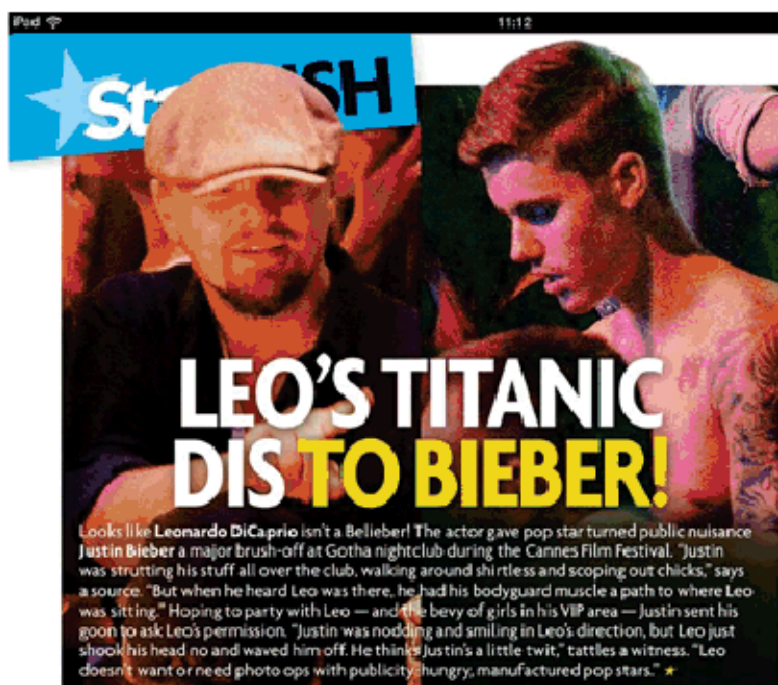 iPod
11:12
LEO'S TITANIC
DIS TO BIEBER!
Looks like Leonardo DiCaprio isn't a Belieber! The actor gave pop star turned public nuisance
Justin Bieber a major brush-off at Gotha nightclub during the Cannes Film Festival. "Justin
was strutting his stuff all over the club, walking around shirtless and scoping out chicks," says
a source. "But when he heard Leo was there, he had his bodyguard muscle a path to where Leo
was sitting." Hoping to party with Leo — and the bevy of girls in his VIP area — Justin sent his
goon to ask Leo's permission. "Justin was nodding and smiling in Leo's direction, but Leo just
shook his head no and waved him off. He thinks Justin's a little twit," tattles a witness. "Leo
doesn't want or need photo ops with publicity-hungry, manufactured pop stars." ★